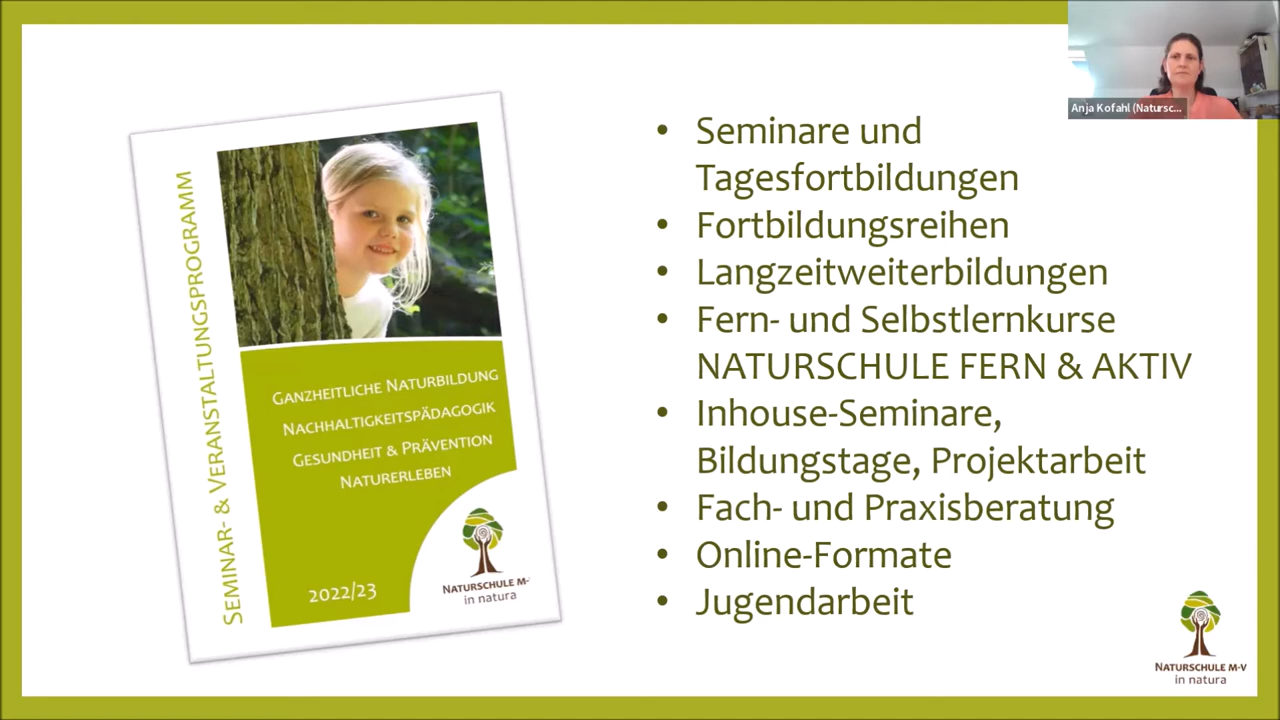 Anja Kofahl (Natursc...
SEMINAR- & VERANSTALTUNGSPROGRAMM
GANZHEITLICHE NATURBILDUNG
NACHHALTIGKEITSPÄDAGOGIK
GESUNDHEIT & PRÄVENTION
NATURERLEBEN
2022/23
NATURSCHULE M-
in natura
• Seminare und
Tagesfortbildungen
• Fortbildungsreihen
• Langzeitweiterbildungen
• Fern- und Selbstlernkurse
NATURSCHULE FERN & AKTIV
• Inhouse-Seminare,
Bildungstage, Projektarbeit
• Fach- und Praxisberatung
• Online-Formate
• Jugendarbeit
NATURSCHULE M-V
in natura